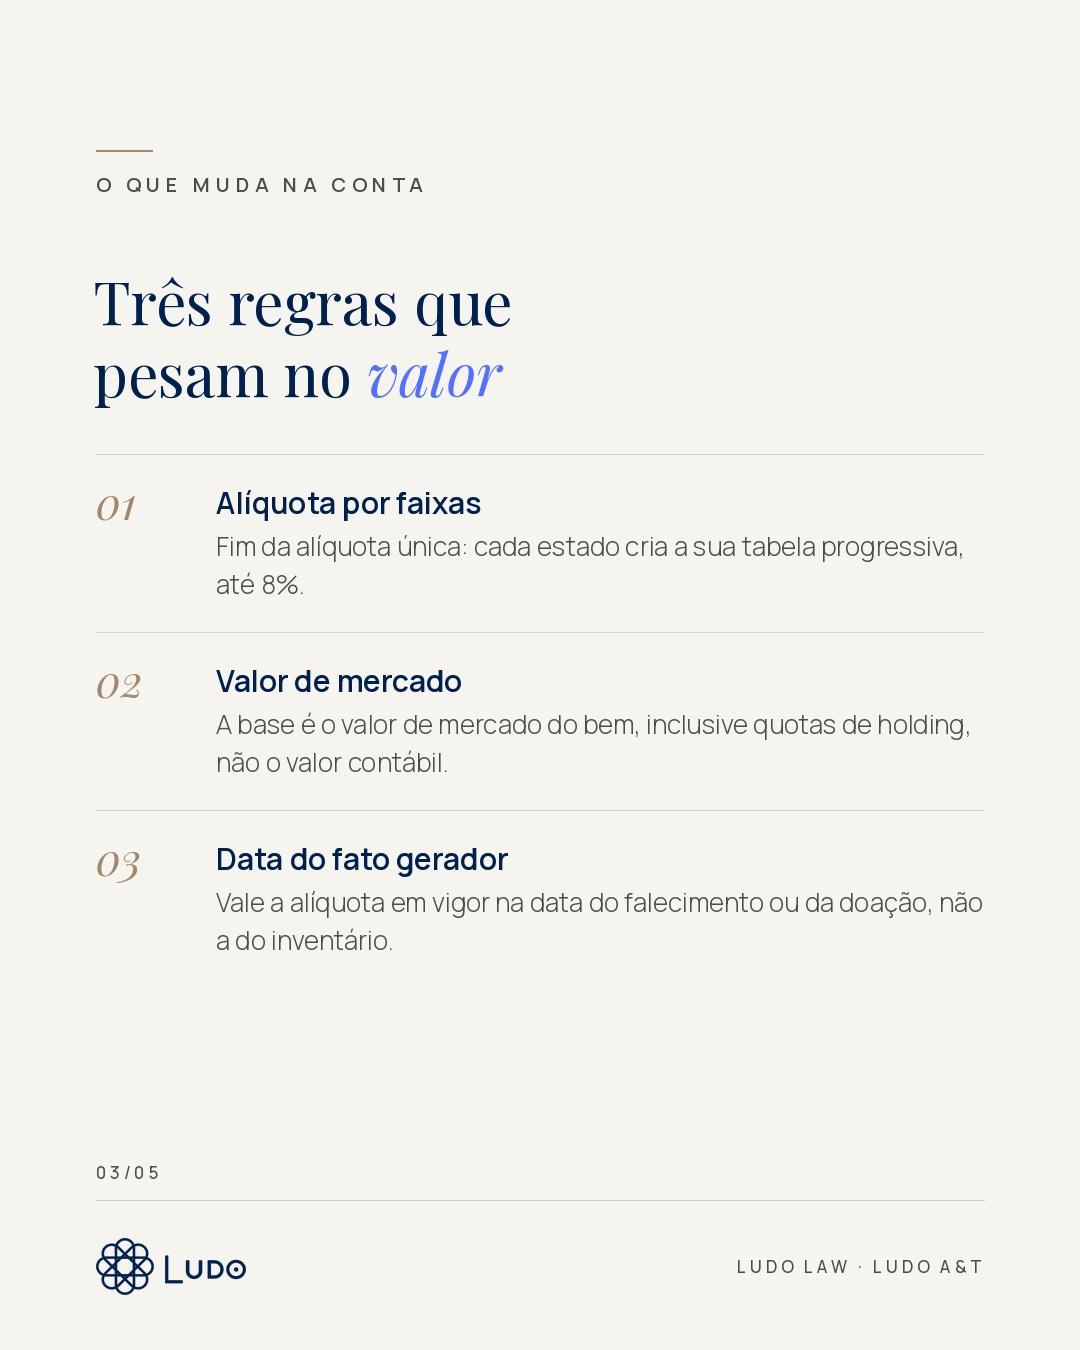 O QUE MUDA NA CONTA
Três regras que
pesam no valor
01
Alíquota por faixas
Fim da alíquota única: cada estado cria a sua tabela progressiva,
até 8%.
02
Valor de mercado
A base é o valor de mercado do bem, inclusive quotas de holding,
não o valor contábil.
03
Data do fato gerador
Vale a alíquota em vigor na data do falecimento ou da doação, não
a do inventário.
03/05
LUDO
LUDO LAW · LUDO A&T